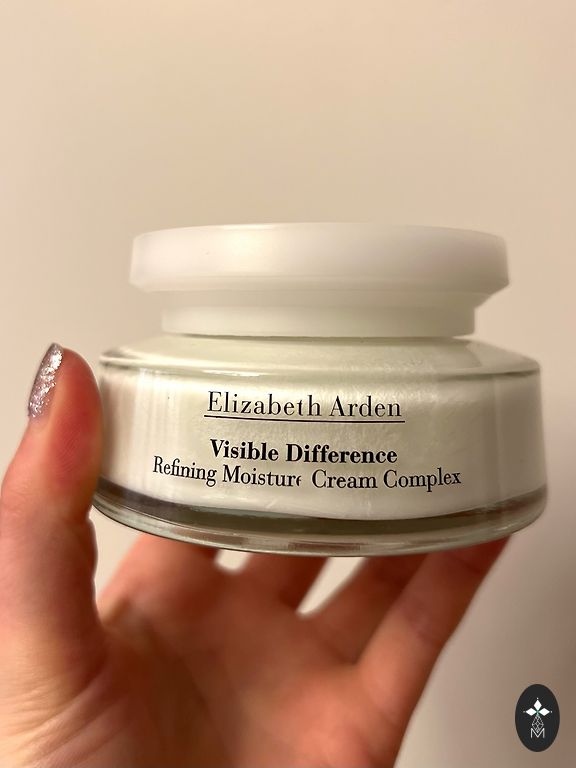 Elizabeth Arden
Visible Difference
Refining Moisture Cream Complex
M